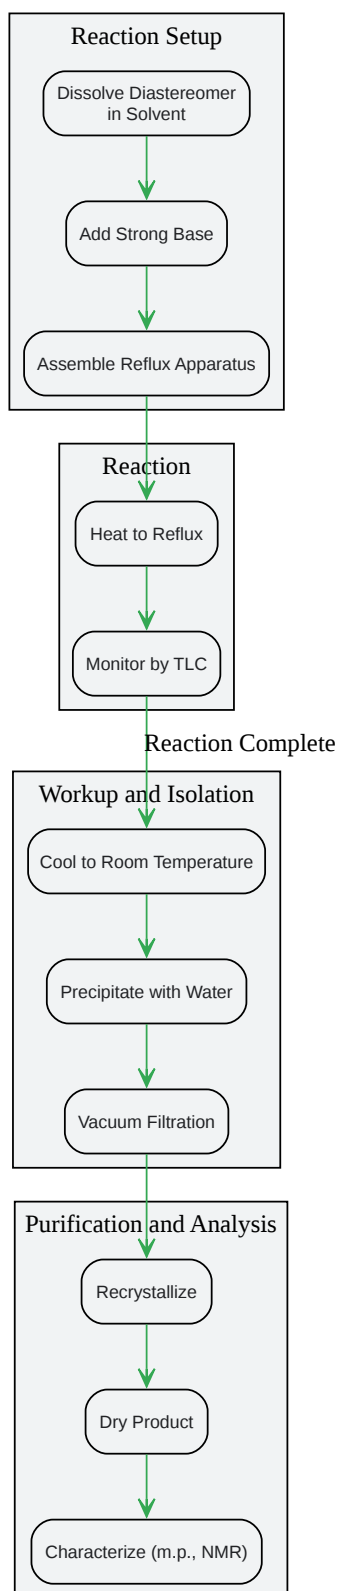 Reaction Setup
Dissolve Diastereomer
in Solvent
Add Strong Base
Assemble Reflux Apparatus
Reaction
Heat to Reflux
Monitor by TLC
Reaction Complete
Workup and Isolation
Cool to Room Temperature
Precipitate with Water
Vacuum Filtration
Purification and Analysis
Recrystallize
Dry Product
Characterize (m.p., NMR)